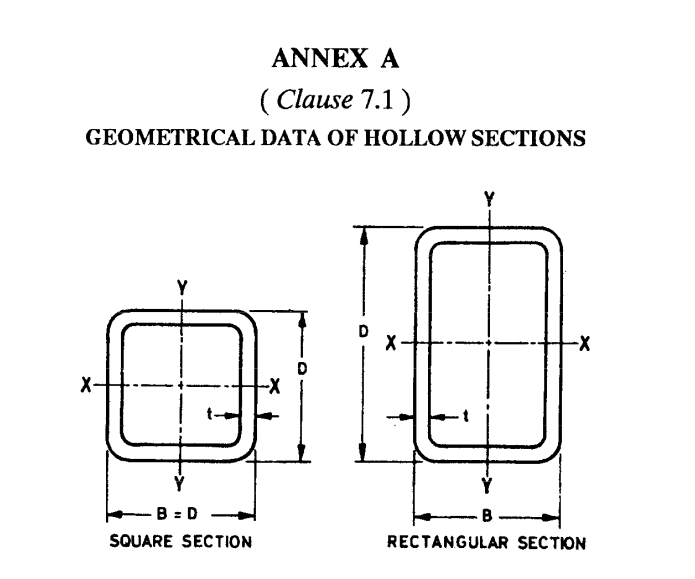 ANNEX A
( Clause 7.1 )
GEOMETRICAL DATA OF HOLLOW SECTIONS
Y
X
X
D
t
Y
B = D
SQUARE SECTION
Y
D
X
X
t
Y
B
RECTANGULAR SECTION